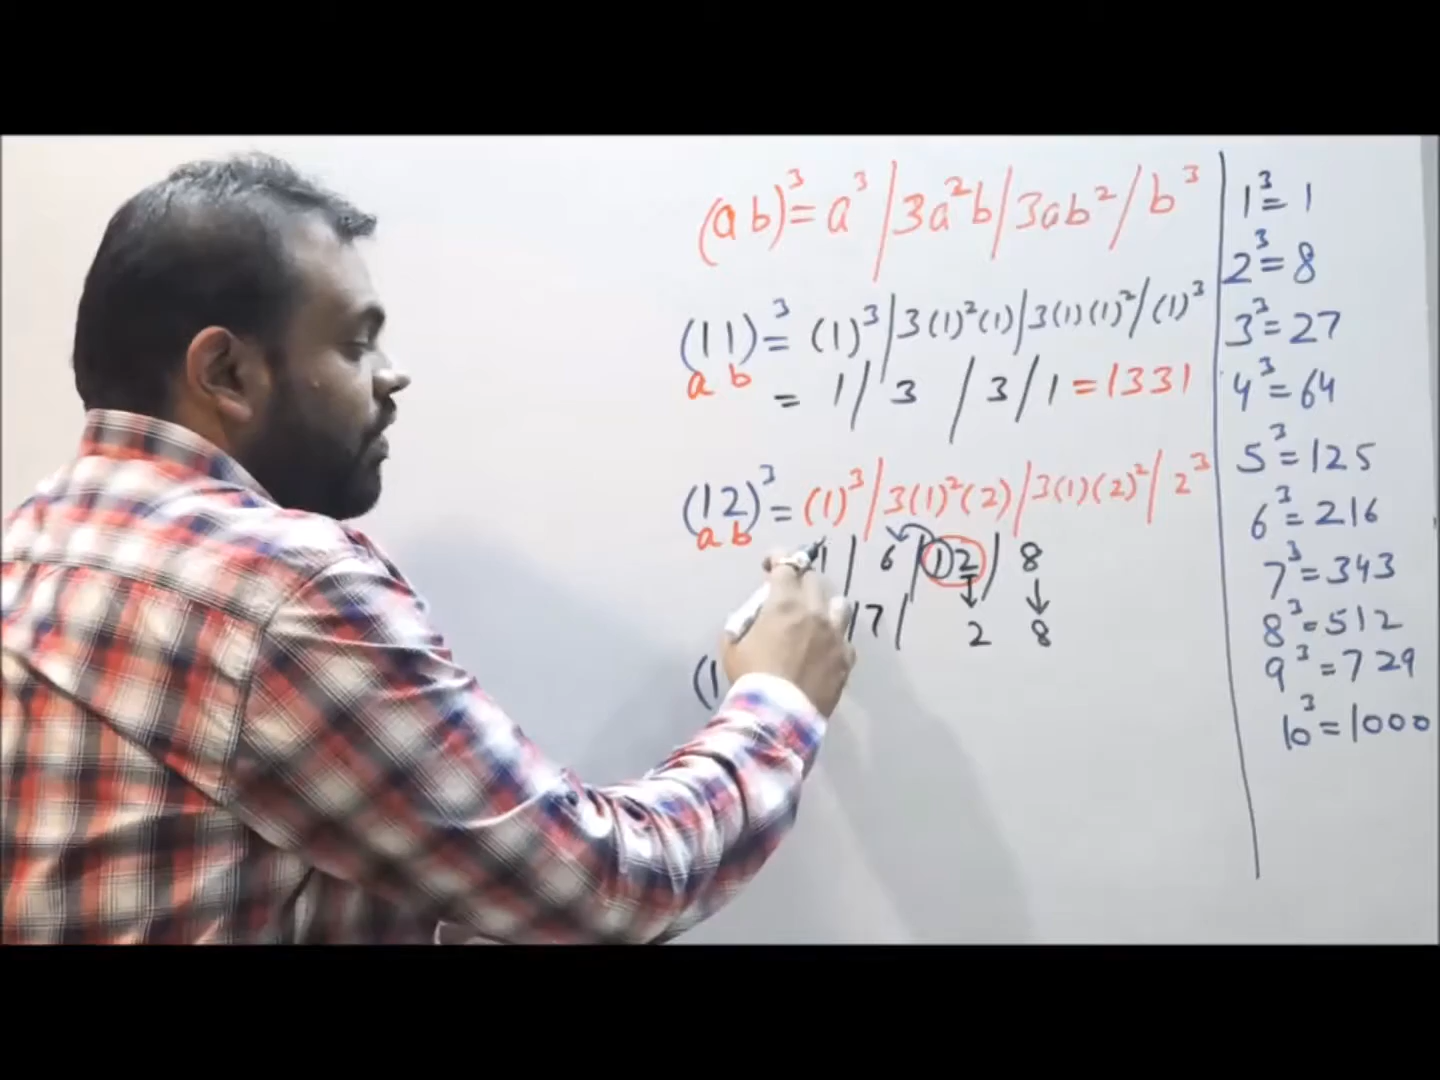 (ab)³ = a³/3a²b/3ab²/b³
(11)³ = (1)³/3(1)²(1)/3(1)(1)²/(1)³
a b
= 1/3/3/1 = 1331
(12)³ = (1)³/3(1)²(2)/3(1)(2)²/2³
a b
1/6/12/8
/7/ 2 8
(1
1³ = 1
2³ = 8
3³ = 27
4³ = 64
5³ = 125
6³ = 216
7³ = 343
8³ = 512
9³ = 729
10³ = 1000